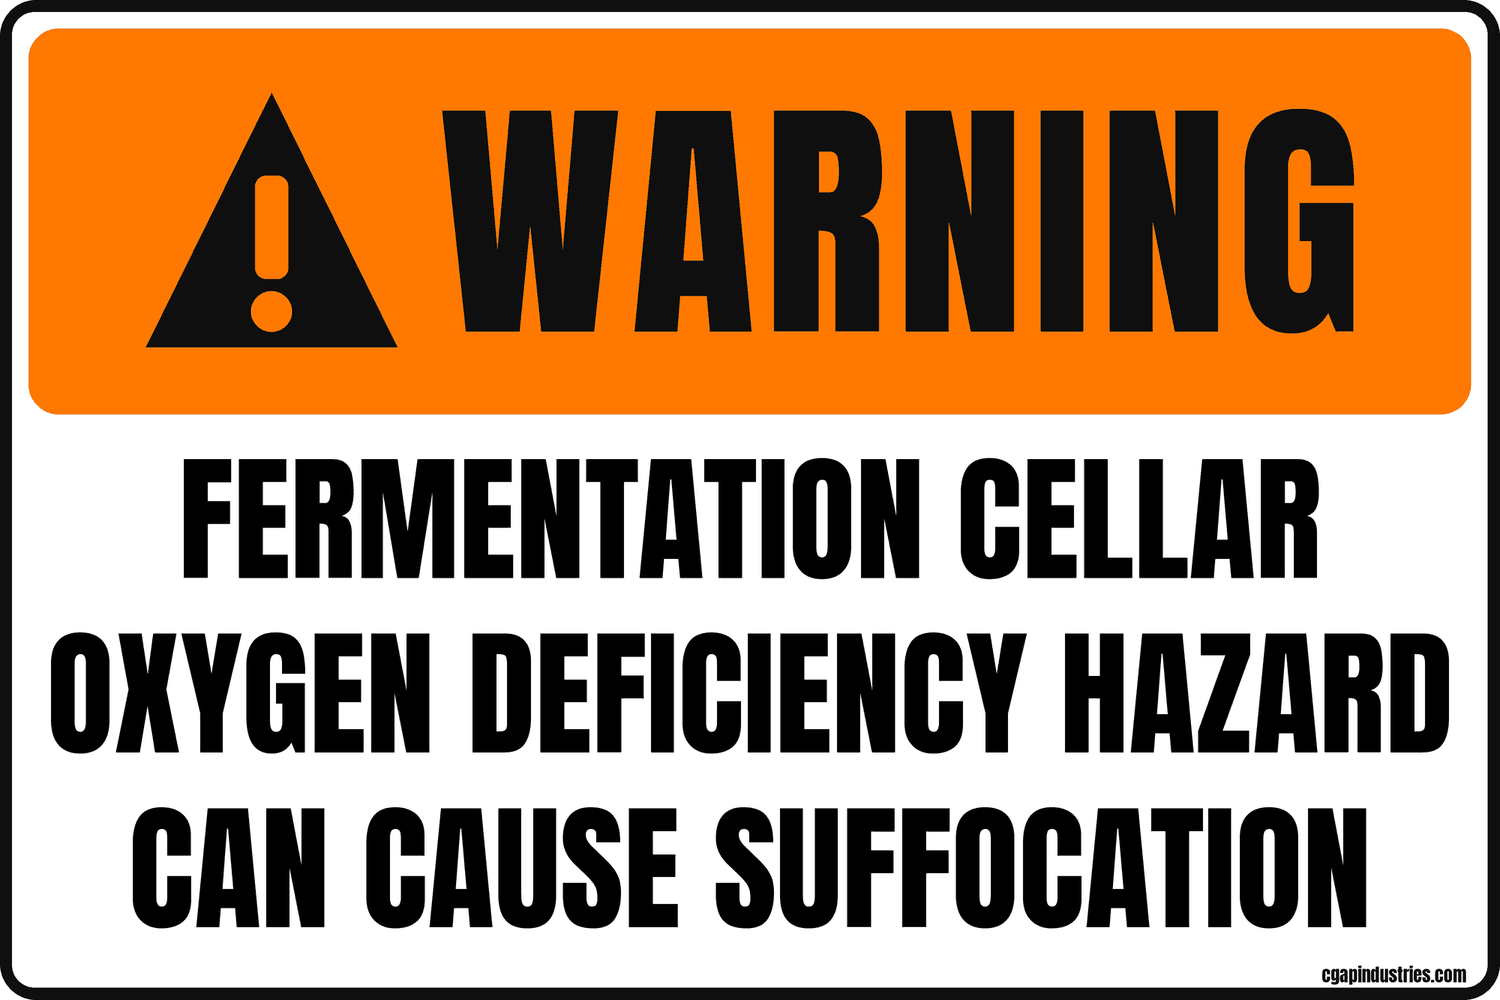 WARNING
FERMENTATION CELLAR
OXYGEN DEFICIENCY HAZARD
CAN CAUSE SUFFOCATION
cgapindustries.com